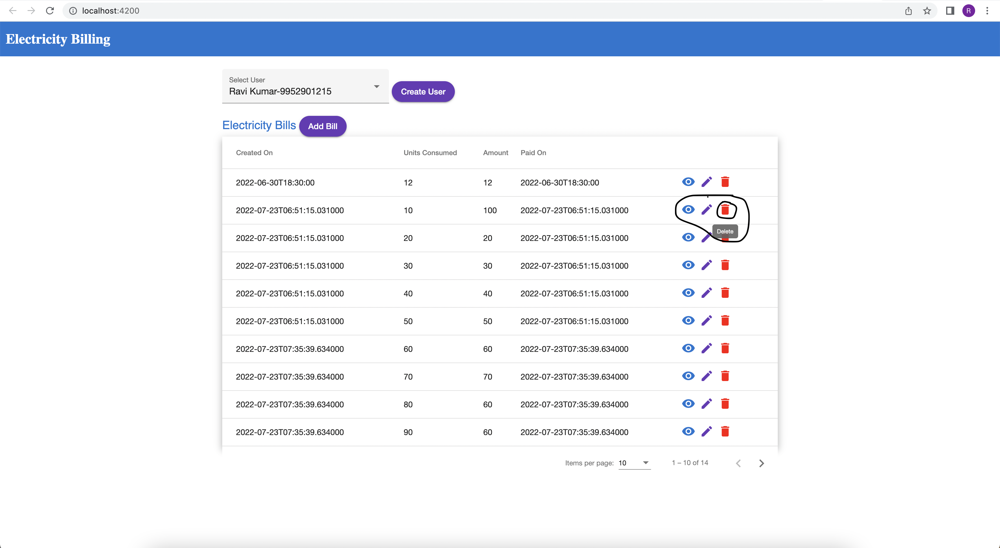 localhost:4200
R
Electricity Billing
Select User
Ravi Kumar-9952901215
Create User
Electricity Bills
Add Bill
Created On Units Consumed Amount Paid On
2022-06-30T18:30:00 12 12 2022-06-30T18:30:00
2022-07-23T06:51:15.031000 10 100 2022-07-23T06:51:15.031000
Delete
2022-07-23T06:51:15.031000 20 20 2022-07-23T06:51:15.031000
2022-07-23T06:51:15.031000 30 30 2022-07-23T06:51:15.031000
2022-07-23T06:51:15.031000 40 40 2022-07-23T06:51:15.031000
2022-07-23T06:51:15.031000 50 50 2022-07-23T06:51:15.031000
2022-07-23T07:35:39.634000 60 60 2022-07-23T07:35:39.634000
2022-07-23T07:35:39.634000 70 70 2022-07-23T07:35:39.634000
2022-07-23T07:35:39.634000 80 60 2022-07-23T07:35:39.634000
2022-07-23T07:35:39.634000 90 60 2022-07-23T07:35:39.634000
Items per page: 10 1 – 10 of 14